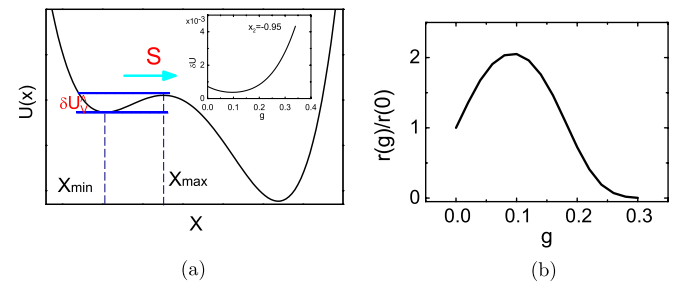 x10⁻³
4
2
0
δU
x₂=-0.95
0.0 0.1 0.2 0.3 0.4
g
S
δU
U(x)
Xmin
Xmax
X
(a)
2
1
0
r(g)/r(0)
0.0 0.1 0.2 0.3
g
(b)